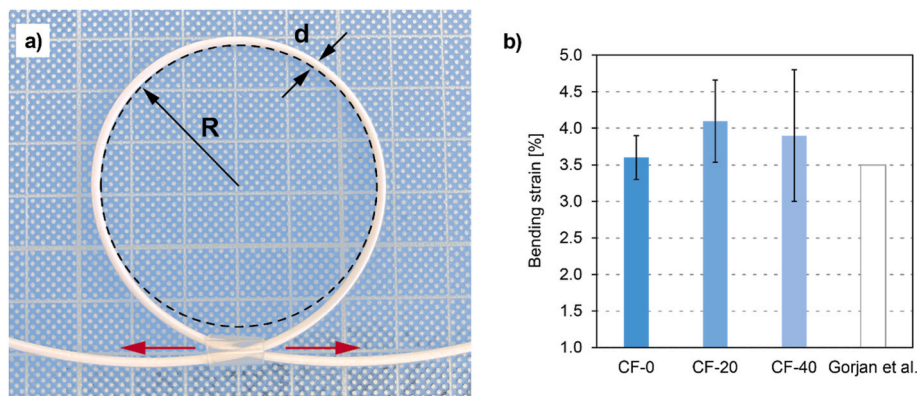 a)
d
R
b)
Bending strain [%]
5.0
4.5
4.0
3.5
3.0
2.5
2.0
1.5
1.0
CF-0
CF-20
CF-40
Gorjan et al.